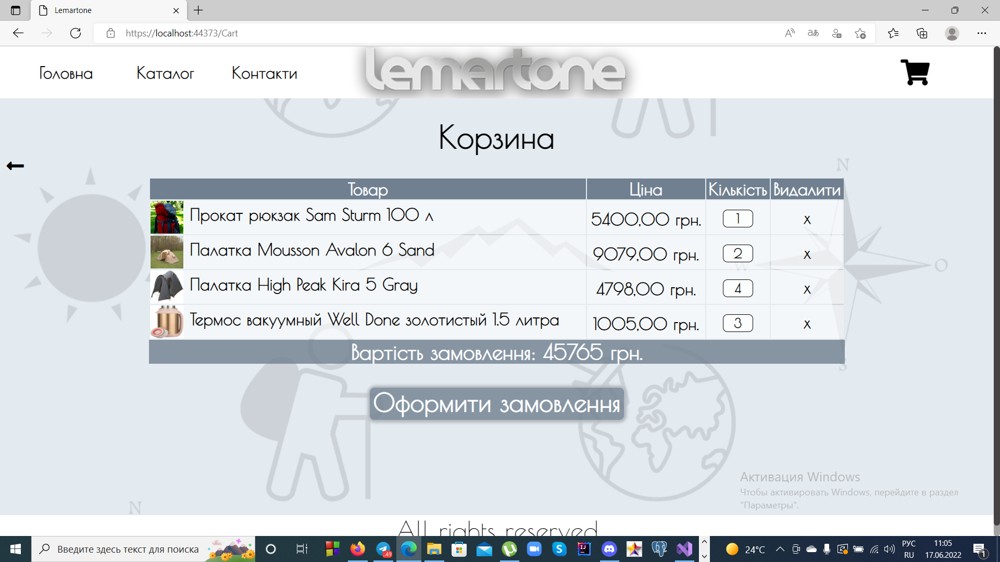 Lemartone
https://localhost:44373/Cart
Головна Каталог Контакти lemartone
Корзина
Товар Ціна Кількість Видалити
Прокат рюкзак Sam Sturm 100 л 5400,00 грн. 1 x
Палатка Mousson Avalon 6 Sand 9079,00 грн. 2 x
Палатка High Peak Kira 5 Gray 4798,00 грн. 4 x
Термос вакуумный Well Done золотистый 1.5 литра 1005,00 грн. 3 x
Вартість замовлення: 45765 грн.
Оформити замовлення
N
W
O
S
N
Активация Windows
Чтобы активировать Windows, перейдите в раздел
"Параметры".
All rights reserved
Введите здесь текст для поиска
.49
IJ
24°C
РУС
RU
11:05
17.06.2022
1